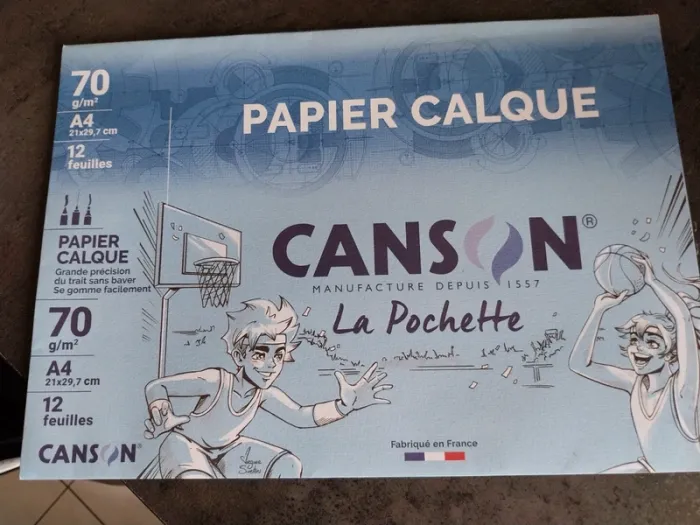 70
g/m²
A4
21x29,7 cm
12
feuilles
PAPIER CALQUE
PAPIER
CALQUE
Grande précision
du trait sans baver
Se gomme facilement
CANSON®
MANUFACTURE DEPUIS 1557
La Pochette
70
g/m²
A4
21x29,7 cm
12
feuilles
CANSON
Fabriqué en France